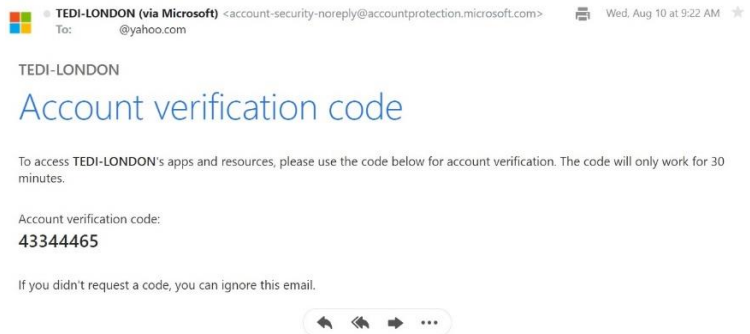 TEDI-LONDON (via Microsoft) <account-security-noreply@accountprotection.microsoft.com> Wed, Aug 10 at 9:22 AM
To: @yahoo.com
TEDI-LONDON
Account verification code
To access TEDI-LONDON's apps and resources, please use the code below for account verification. The code will only work for 30
minutes.
Account verification code:
43344465
If you didn't request a code, you can ignore this email.